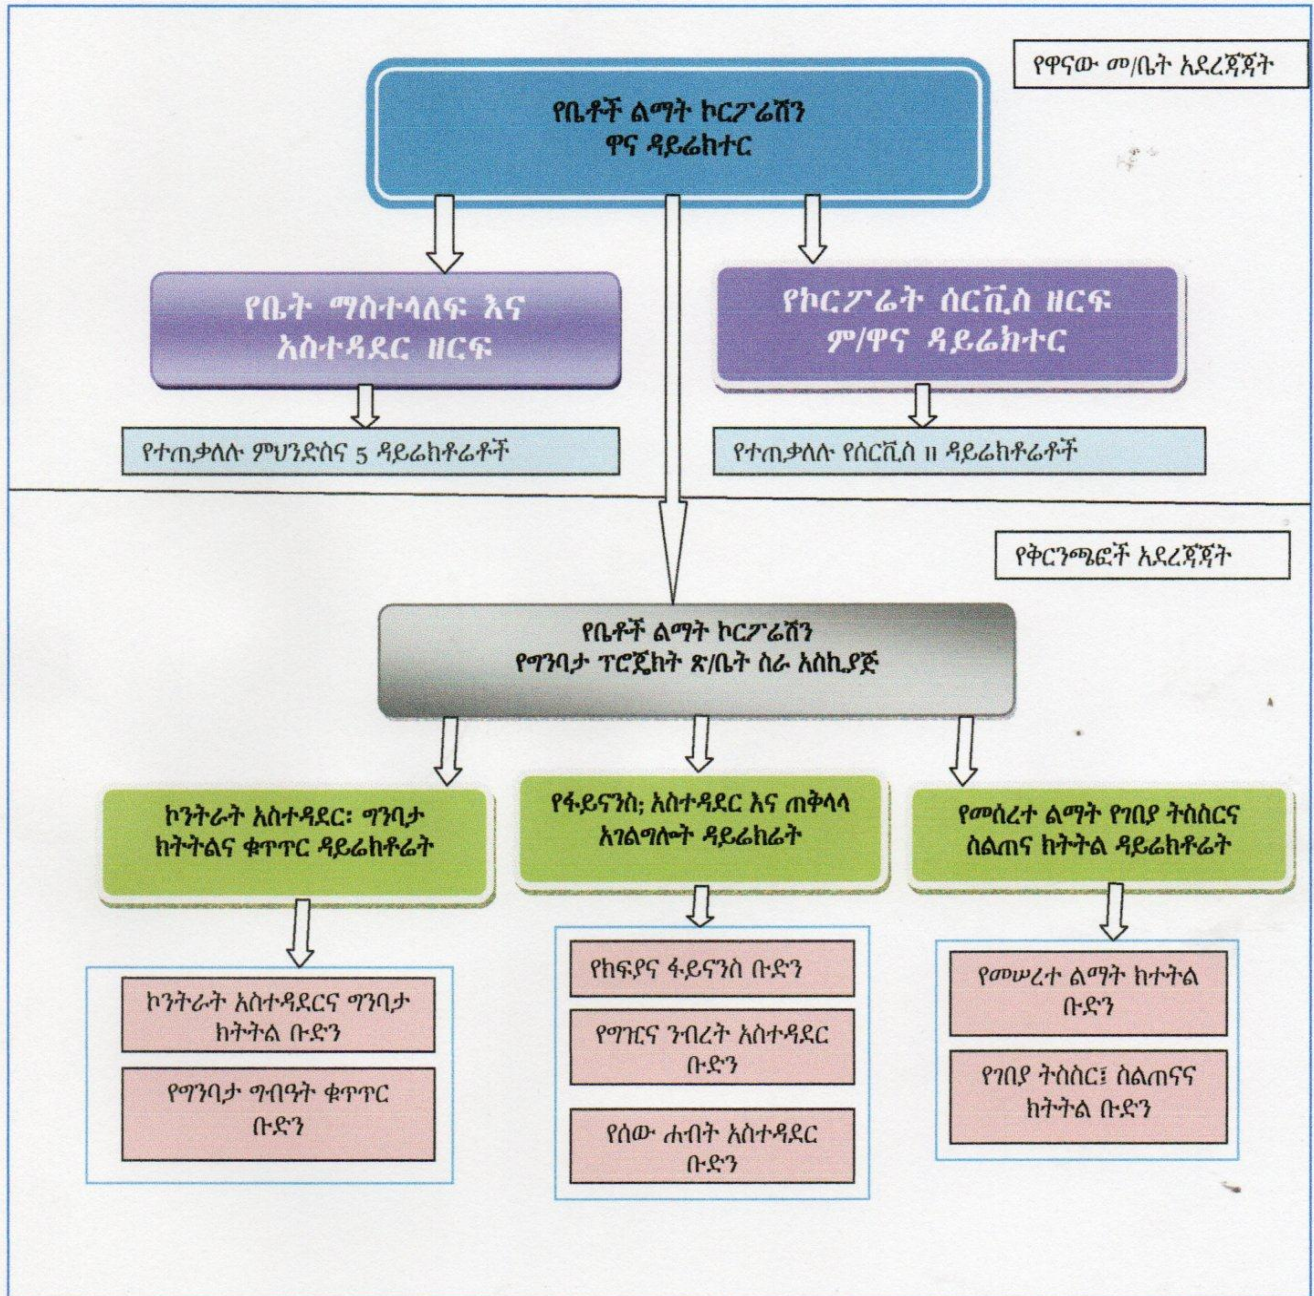 የዋናው መ/ቤት አደረጃጀት
የቤቶች ልማት ኮርፖሬሽን
ዋና ዳይሬክተር
የቤት ማስተላለፍ እና
አስተዳደር ዘርፍ
የኮርፖሬት ሰርቪስ ዘርፍ
ም/ዋና ዳይሬክተር
የተጠቃለሉ ምህንድስና 5 ዳይሬክቶሬቶች
የተጠቃለሉ የሰርቪስ 11 ዳይሬክቶሬቶች
የቅርንጫፎች አደረጃጀት
የቤቶች ልማት ኮርፖሬሽን
የግንባታ ፕሮጄክት ጽ/ቤት ስራ አስኪያጅ
ኮንትራት አስተዳደር፡ ግንባታ
ክትትልና ቁጥጥር ዳይሬክቶሬት
የፋይናንስ; አስተዳደር እና ጠቅላላ
አገልግሎት ዳይሬክሬት
የመሰረተ ልማት የገበያ ትስስርና
ስልጠና ክትትል ዳይሬክቶሬት
ኮንትራት አስተዳደርና ግንባታ
ክትትል ቡድን
የግንባታ ግብዓት ቁጥጥር
ቡድን
የክፍያና ፋይናንስ ቡድን
የግዢና ንብረት አስተዳደር
ቡድን
የሰው ሐብት አስተዳደር
ቡድን
የመሠረተ ልማት ክተትል
ቡድን
የገበያ ትስስር፤ ስልጠናና
ክትትል ቡድን